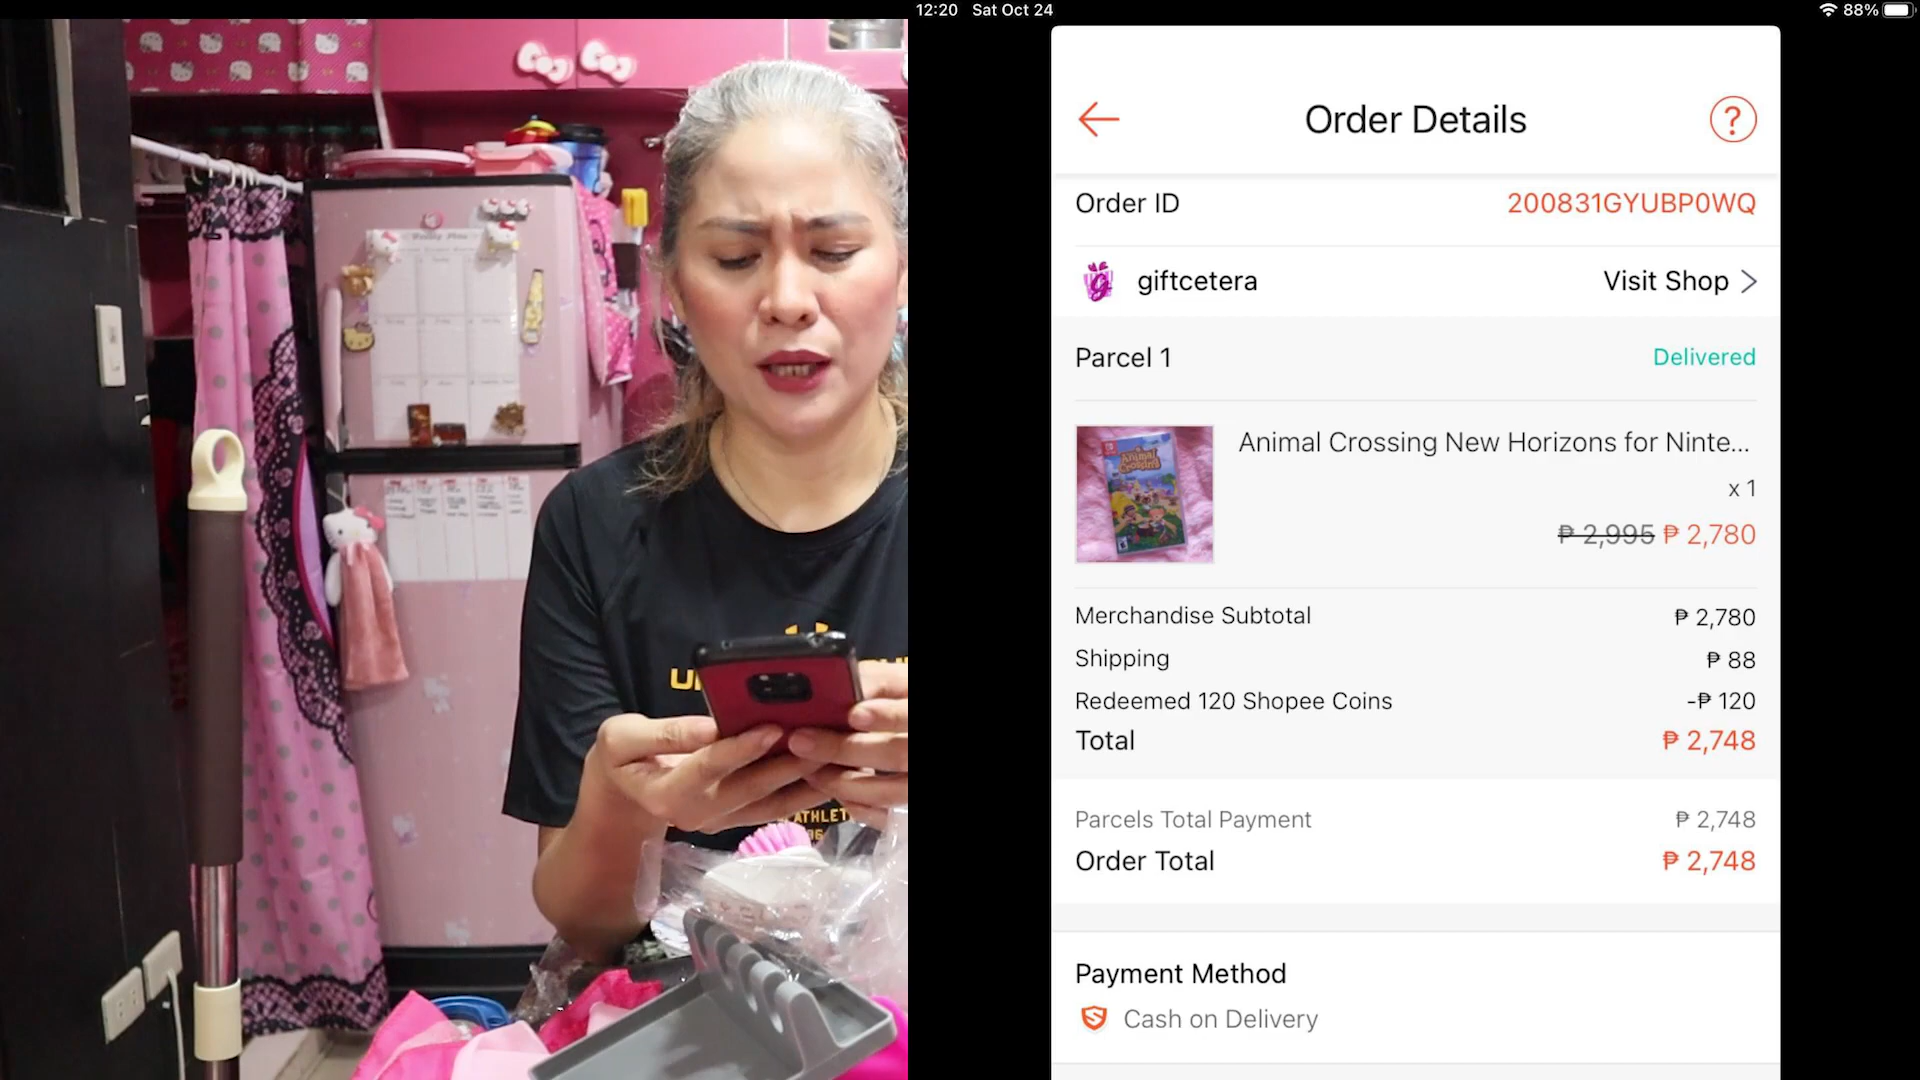 12:20 Sat Oct 24
88%
Order Details
?
Order ID 200831GYUBP0WQ
giftcetera Visit Shop >
Parcel 1 Delivered
Animal Crossing New Horizons for Ninte...
x 1
₱ 2,995 ₱ 2,780
Animal Crossing
Merchandise Subtotal ₱ 2,780
Shipping ₱ 88
Redeemed 120 Shopee Coins -₱ 120
Total ₱ 2,748
Parcels Total Payment ₱ 2,748
Order Total ₱ 2,748
Payment Method
Cash on Delivery